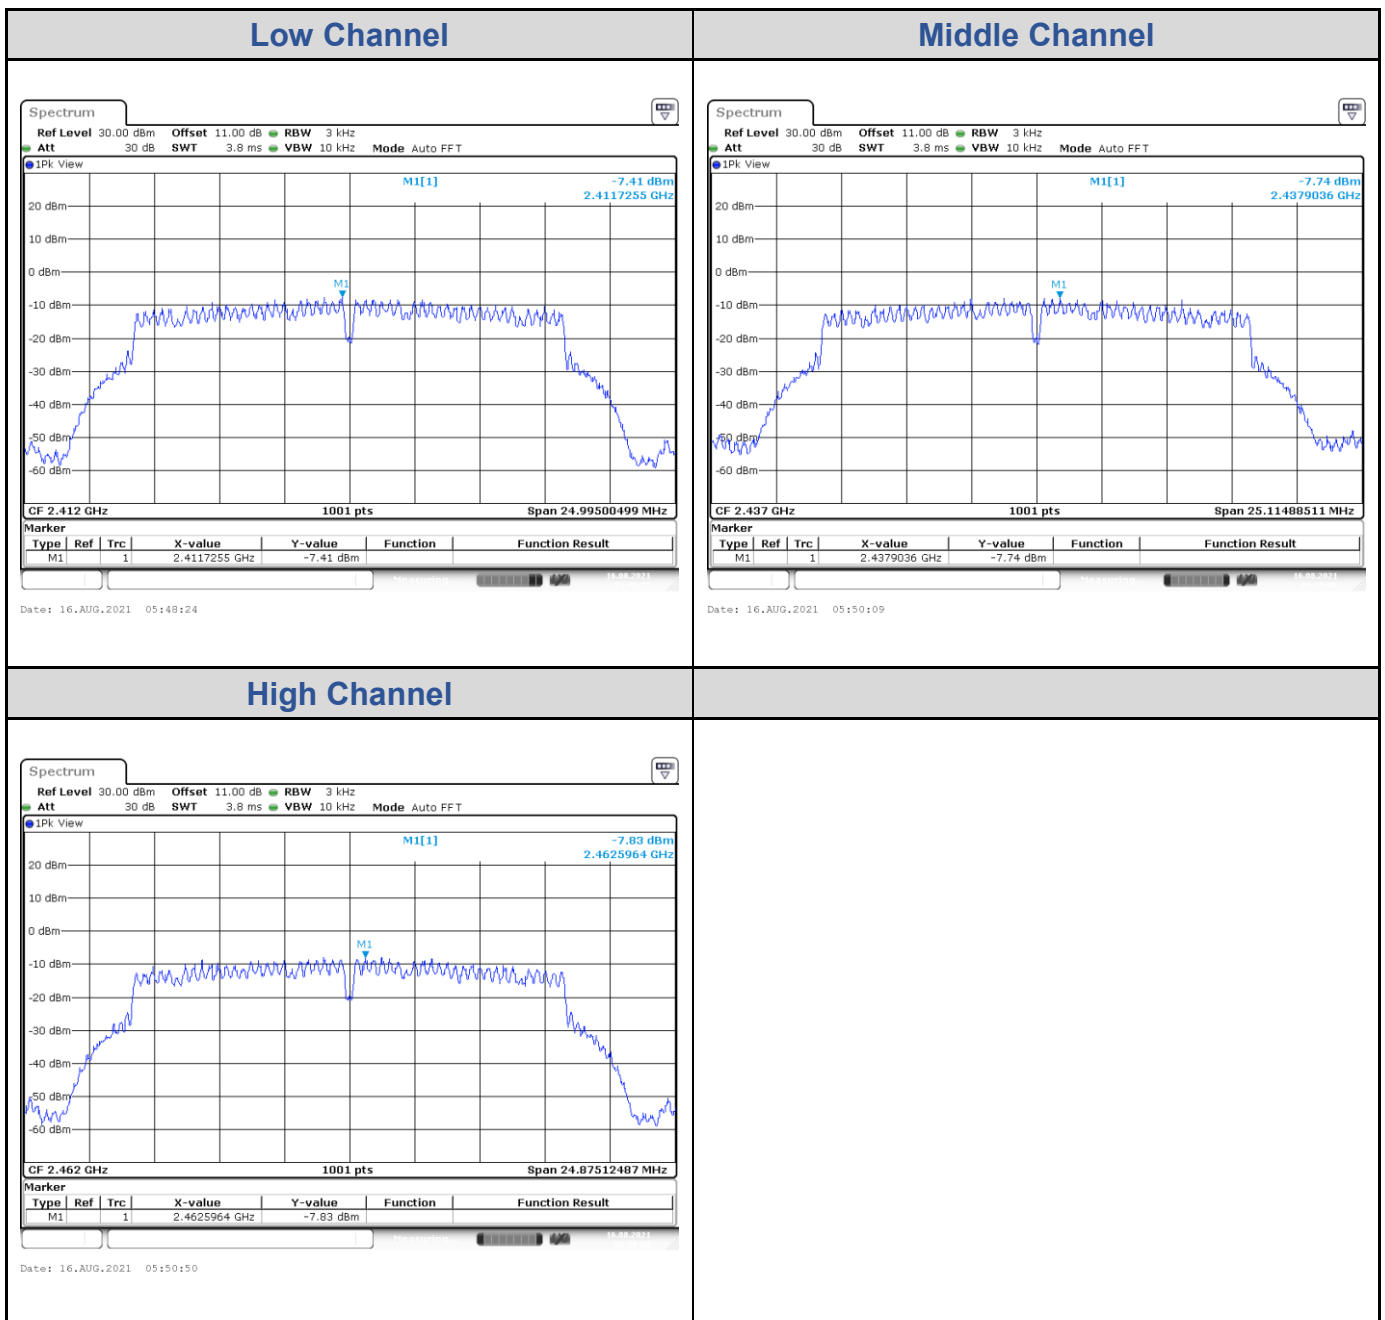 Low Channel
Middle Channel
Spectrum
Ref Level 30.00 dBm Offset 11.00 dB RBW 3 kHz
Att 30 dB SWT 3.8 ms VBW 10 kHz Mode Auto FFT
1Pk View
M1[1] -7.41 dBm
2.4117255 GHz
20 dBm
10 dBm
0 dBm
M1
-10 dBm
-20 dBm
-30 dBm
-40 dBm
-50 dBm
-60 dBm
CF 2.412 GHz 1001 pts Span 24.99500499 MHz
Marker
Type Ref Trc X-value Y-value Function Function Result
M1 1 2.4117255 GHz -7.41 dBm
Measuring 16.08.2021
Date: 16.AUG.2021 05:48:24
Spectrum
Ref Level 30.00 dBm Offset 11.00 dB RBW 3 kHz
Att 30 dB SWT 3.8 ms VBW 10 kHz Mode Auto FFT
1Pk View
M1[1] -7.74 dBm
2.4379036 GHz
20 dBm
10 dBm
0 dBm
M1
-10 dBm
-20 dBm
-30 dBm
-40 dBm
-50 dBm
-60 dBm
CF 2.437 GHz 1001 pts Span 25.11488511 MHz
Marker
Type Ref Trc X-value Y-value Function Function Result
M1 1 2.4379036 GHz -7.74 dBm
Measuring 16.08.2021
Date: 16.AUG.2021 05:50:09
High Channel
Spectrum
Ref Level 30.00 dBm Offset 11.00 dB RBW 3 kHz
Att 30 dB SWT 3.8 ms VBW 10 kHz Mode Auto FFT
1Pk View
M1[1] -7.83 dBm
2.4625964 GHz
20 dBm
10 dBm
0 dBm
M1
-10 dBm
-20 dBm
-30 dBm
-40 dBm
-50 dBm
-60 dBm
CF 2.462 GHz 1001 pts Span 24.87512487 MHz
Marker
Type Ref Trc X-value Y-value Function Function Result
M1 1 2.4625964 GHz -7.83 dBm
Measuring 16.08.2021
Date: 16.AUG.2021 05:50:50